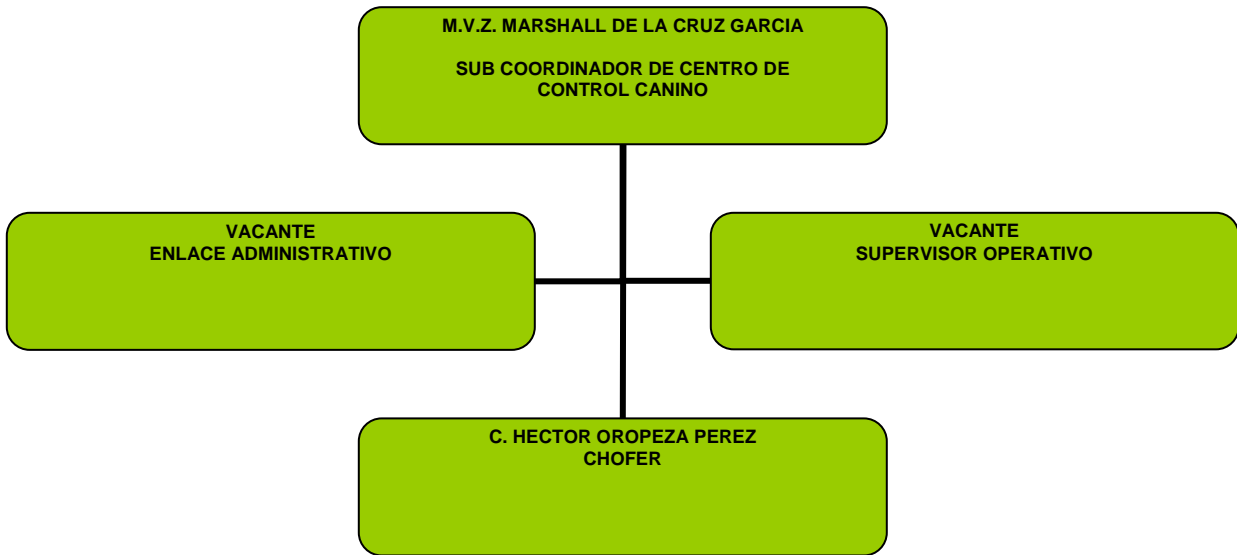 M.V.Z. MARSHALL DE LA CRUZ GARCIA
SUB COORDINADOR DE CENTRO DE
CONTROL CANINO
VACANTE
ENLACE ADMINISTRATIVO
VACANTE
SUPERVISOR OPERATIVO
C. HECTOR OROPEZA PEREZ
CHOFER